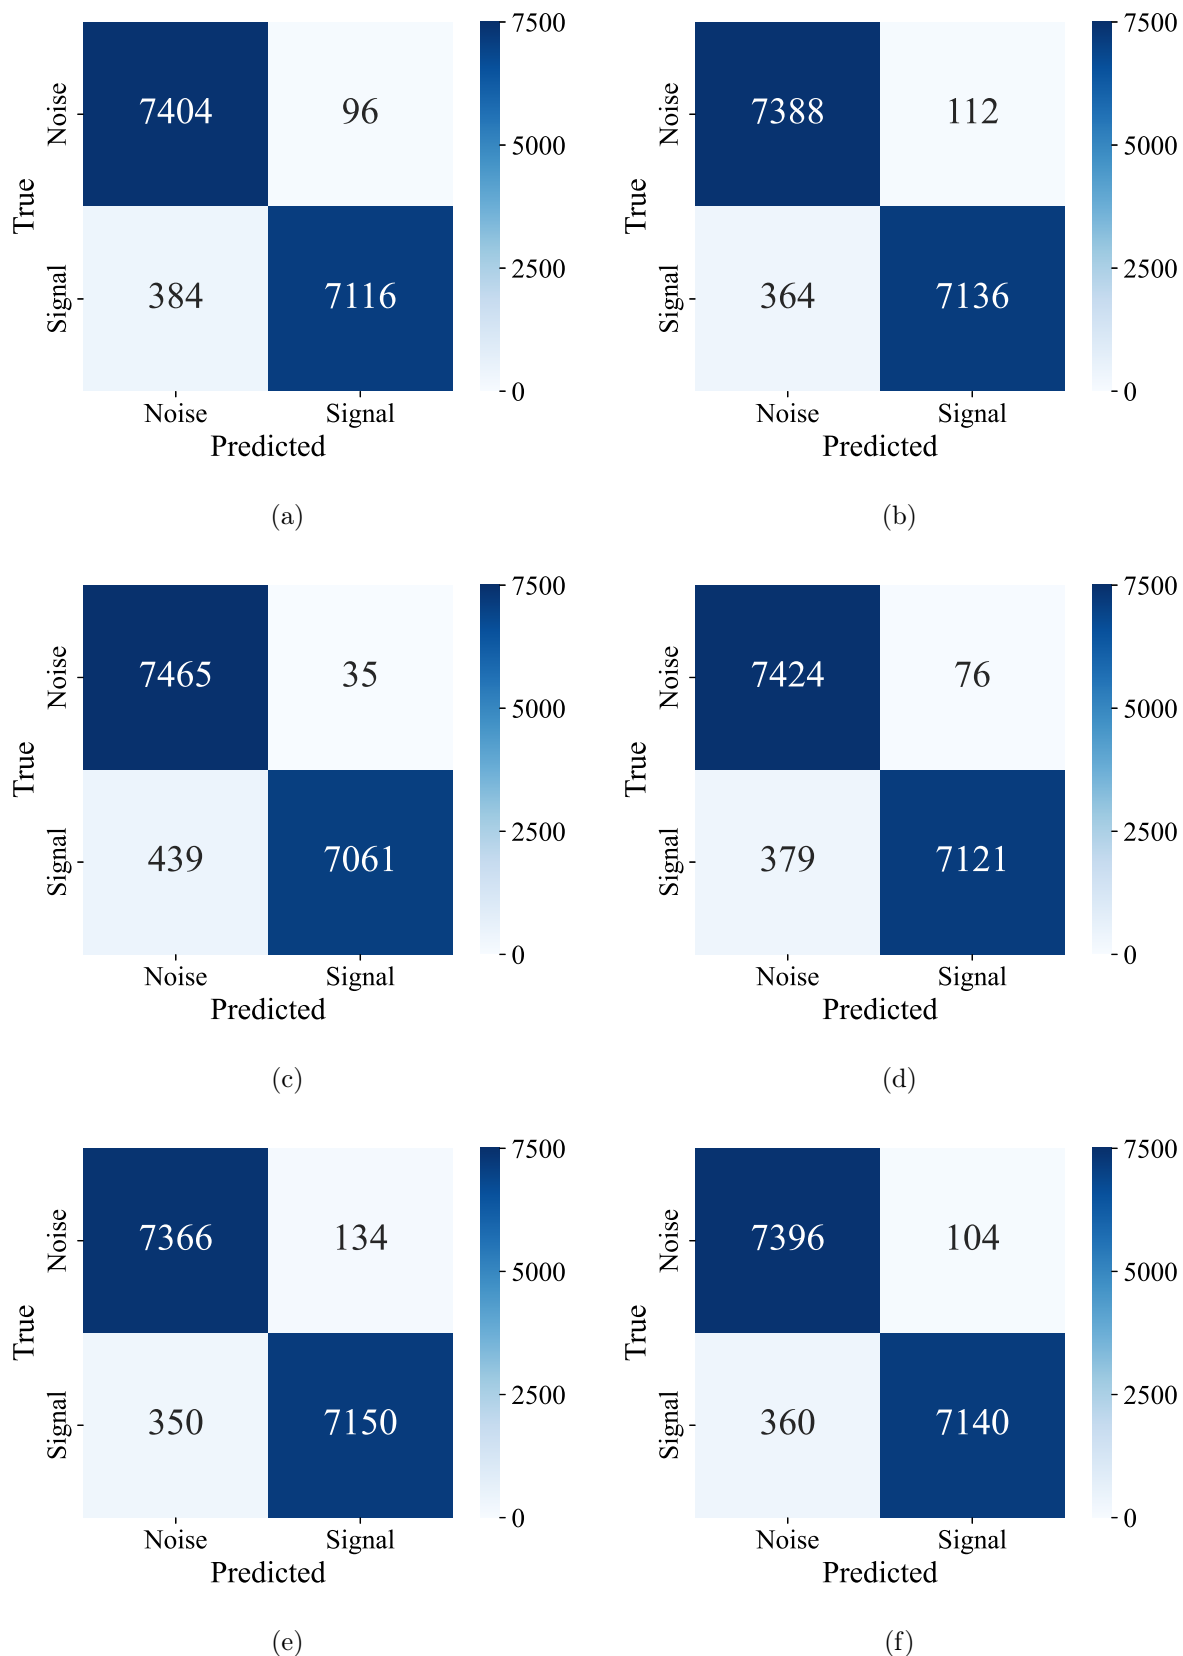 7500
5000
2500
0
True
Noise
Signal
7404 96
384 7116
Noise Signal
Predicted
(a)
7500
5000
2500
0
True
Noise
Signal
7388 112
364 7136
Noise Signal
Predicted
(b)
7500
5000
2500
0
True
Noise
Signal
7465 35
439 7061
Noise Signal
Predicted
(c)
7500
5000
2500
0
True
Noise
Signal
7424 76
379 7121
Noise Signal
Predicted
(d)
7500
5000
2500
0
True
Noise
Signal
7366 134
350 7150
Noise Signal
Predicted
(e)
7500
5000
2500
0
True
Noise
Signal
7396 104
360 7140
Noise Signal
Predicted
(f)